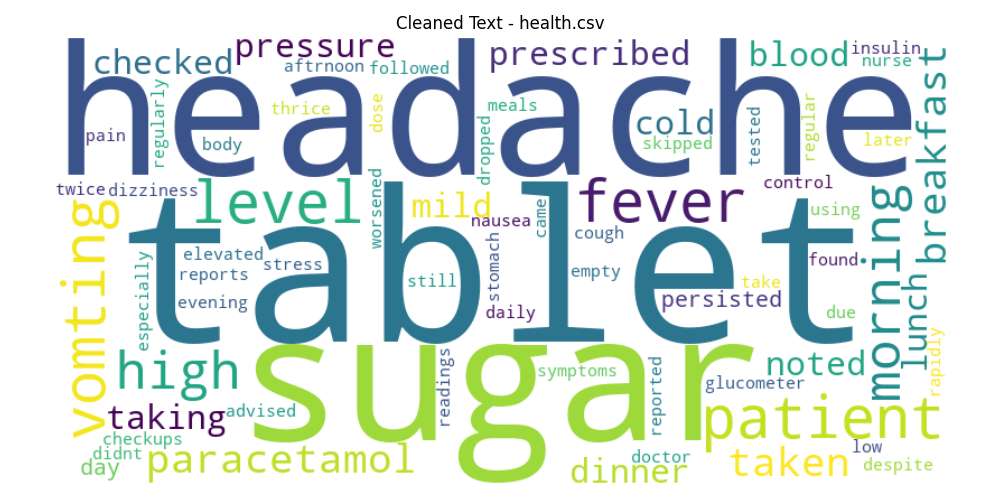 Cleaned Text - health.csv
headache
tablet
sugar
pressure
checked
prescribed
blood
insulin
nurse
aftrnoon
followed
breakfast
regularly
thrice
dose
meals
dropped
cold
skipped
tested
regular
later
pain
body
twice
dizziness
level
worsened
mild
nausea
came
fever
control
using
morning
vomting
elevated
reports
stress
evening
especially
still
stomach
cough
empty
daily
persisted
take
found
due
lunch
rapidly
high
readings
symptoms
reported
glucometer
noted
taking
advised
patient
checkups
didnt
day
paracetamol
dinner
doctor
taken
low
despite